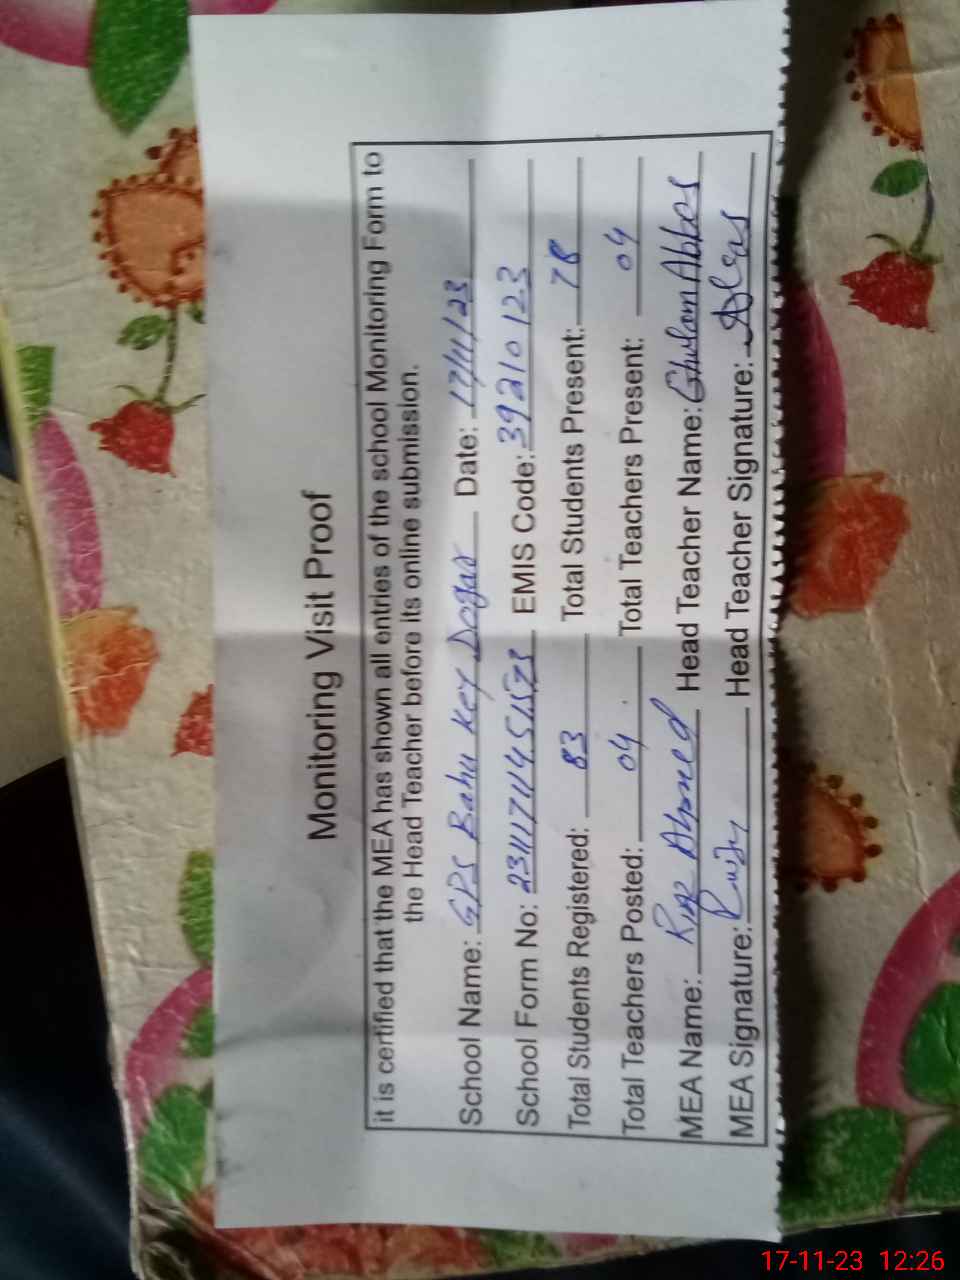 Monitoring Visit Proof
it is certified that the MEA has shown all entries of the school Monitoring Form to
the Head Teacher before its online submission.
School Name: GPS Bahu Key Dogar Date: 17/11/23
School Form No: EMIS Code: 39210123
Total Students Registered: 83 Total Students Present: 78
Total Teachers Posted: 04 Total Teachers Present: 04
MEA Name: Riaz Ahmed Head Teacher Name: Ghulam Abbas
MEA Signature: Head Teacher Signature:
17-11-23 12:26